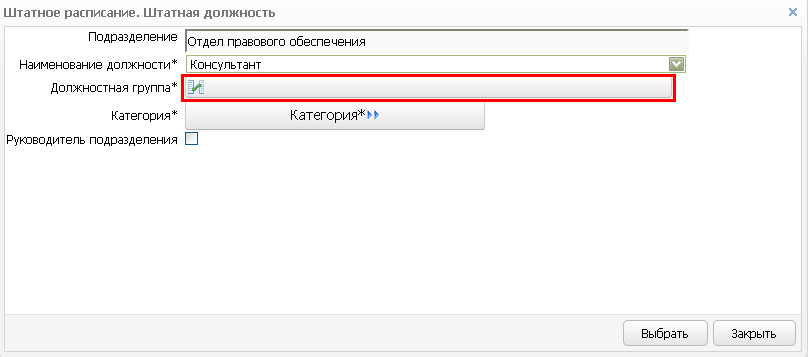 Штатное расписание. Штатная должность
Подразделение Отдел правового обеспечения
Наименование должности* Консультант
Должностная группа*
Категория* Категория*
Руководитель подразделения
Выбрать Закрыть